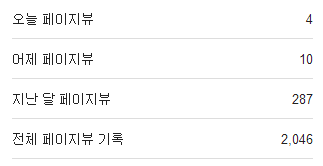 오늘 페이지뷰 4
어제 페이지뷰 10
지난 달 페이지뷰 287
전체 페이지뷰 기록 2,046